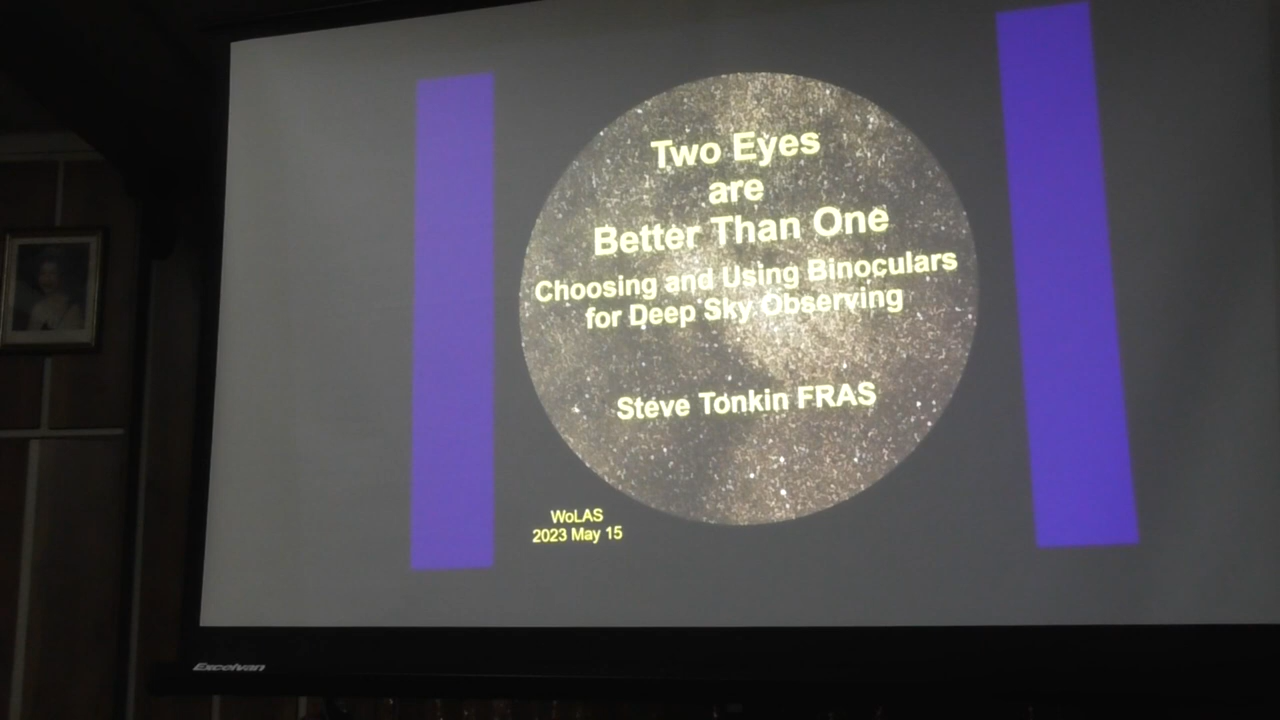 Two Eyes
are
Better Than One
Choosing and Using Binoculars
for Deep Sky Observing
Steve Tonkin FRAS
WoLAS
2023 May 15
Excelvan